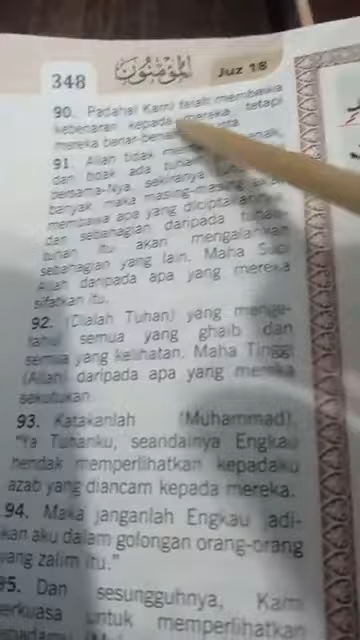 348 المؤمنون Juz 18
90. Padahal Kami telah membawa
kebenaran kepada mereka tetapi
mereka benar-benar
91. Allah tidak
dan tidak ada tuhan
bersama-Nya, sekiranya
banyak maka masing-masing akan
membawa apa yang diciptakannya
dan sebahagian daripada tuhan-
tuhan itu akan mengalahkan
sebahagian yang lain. Maha Suci
Allah daripada apa yang mereka
sifatkan itu.
92. (Dialah Tuhan) yang menge-
tahui semua yang ghaib dan
semua yang kelihatan. Maha Tinggi
(Allah) daripada apa yang mereka
sekutukan.
93. Katakanlah (Muhammad),
"Ya Tuhanku, seandainya Engkau
hendak memperlihatkan kepadaku
azab yang diancam kepada mereka.
94. Maka janganlah Engkau jadi-
kan aku dalam golongan orang-orang
yang zalim itu."
95. Dan sesungguhnya, Kami
berkuasa untuk memperlihatkan